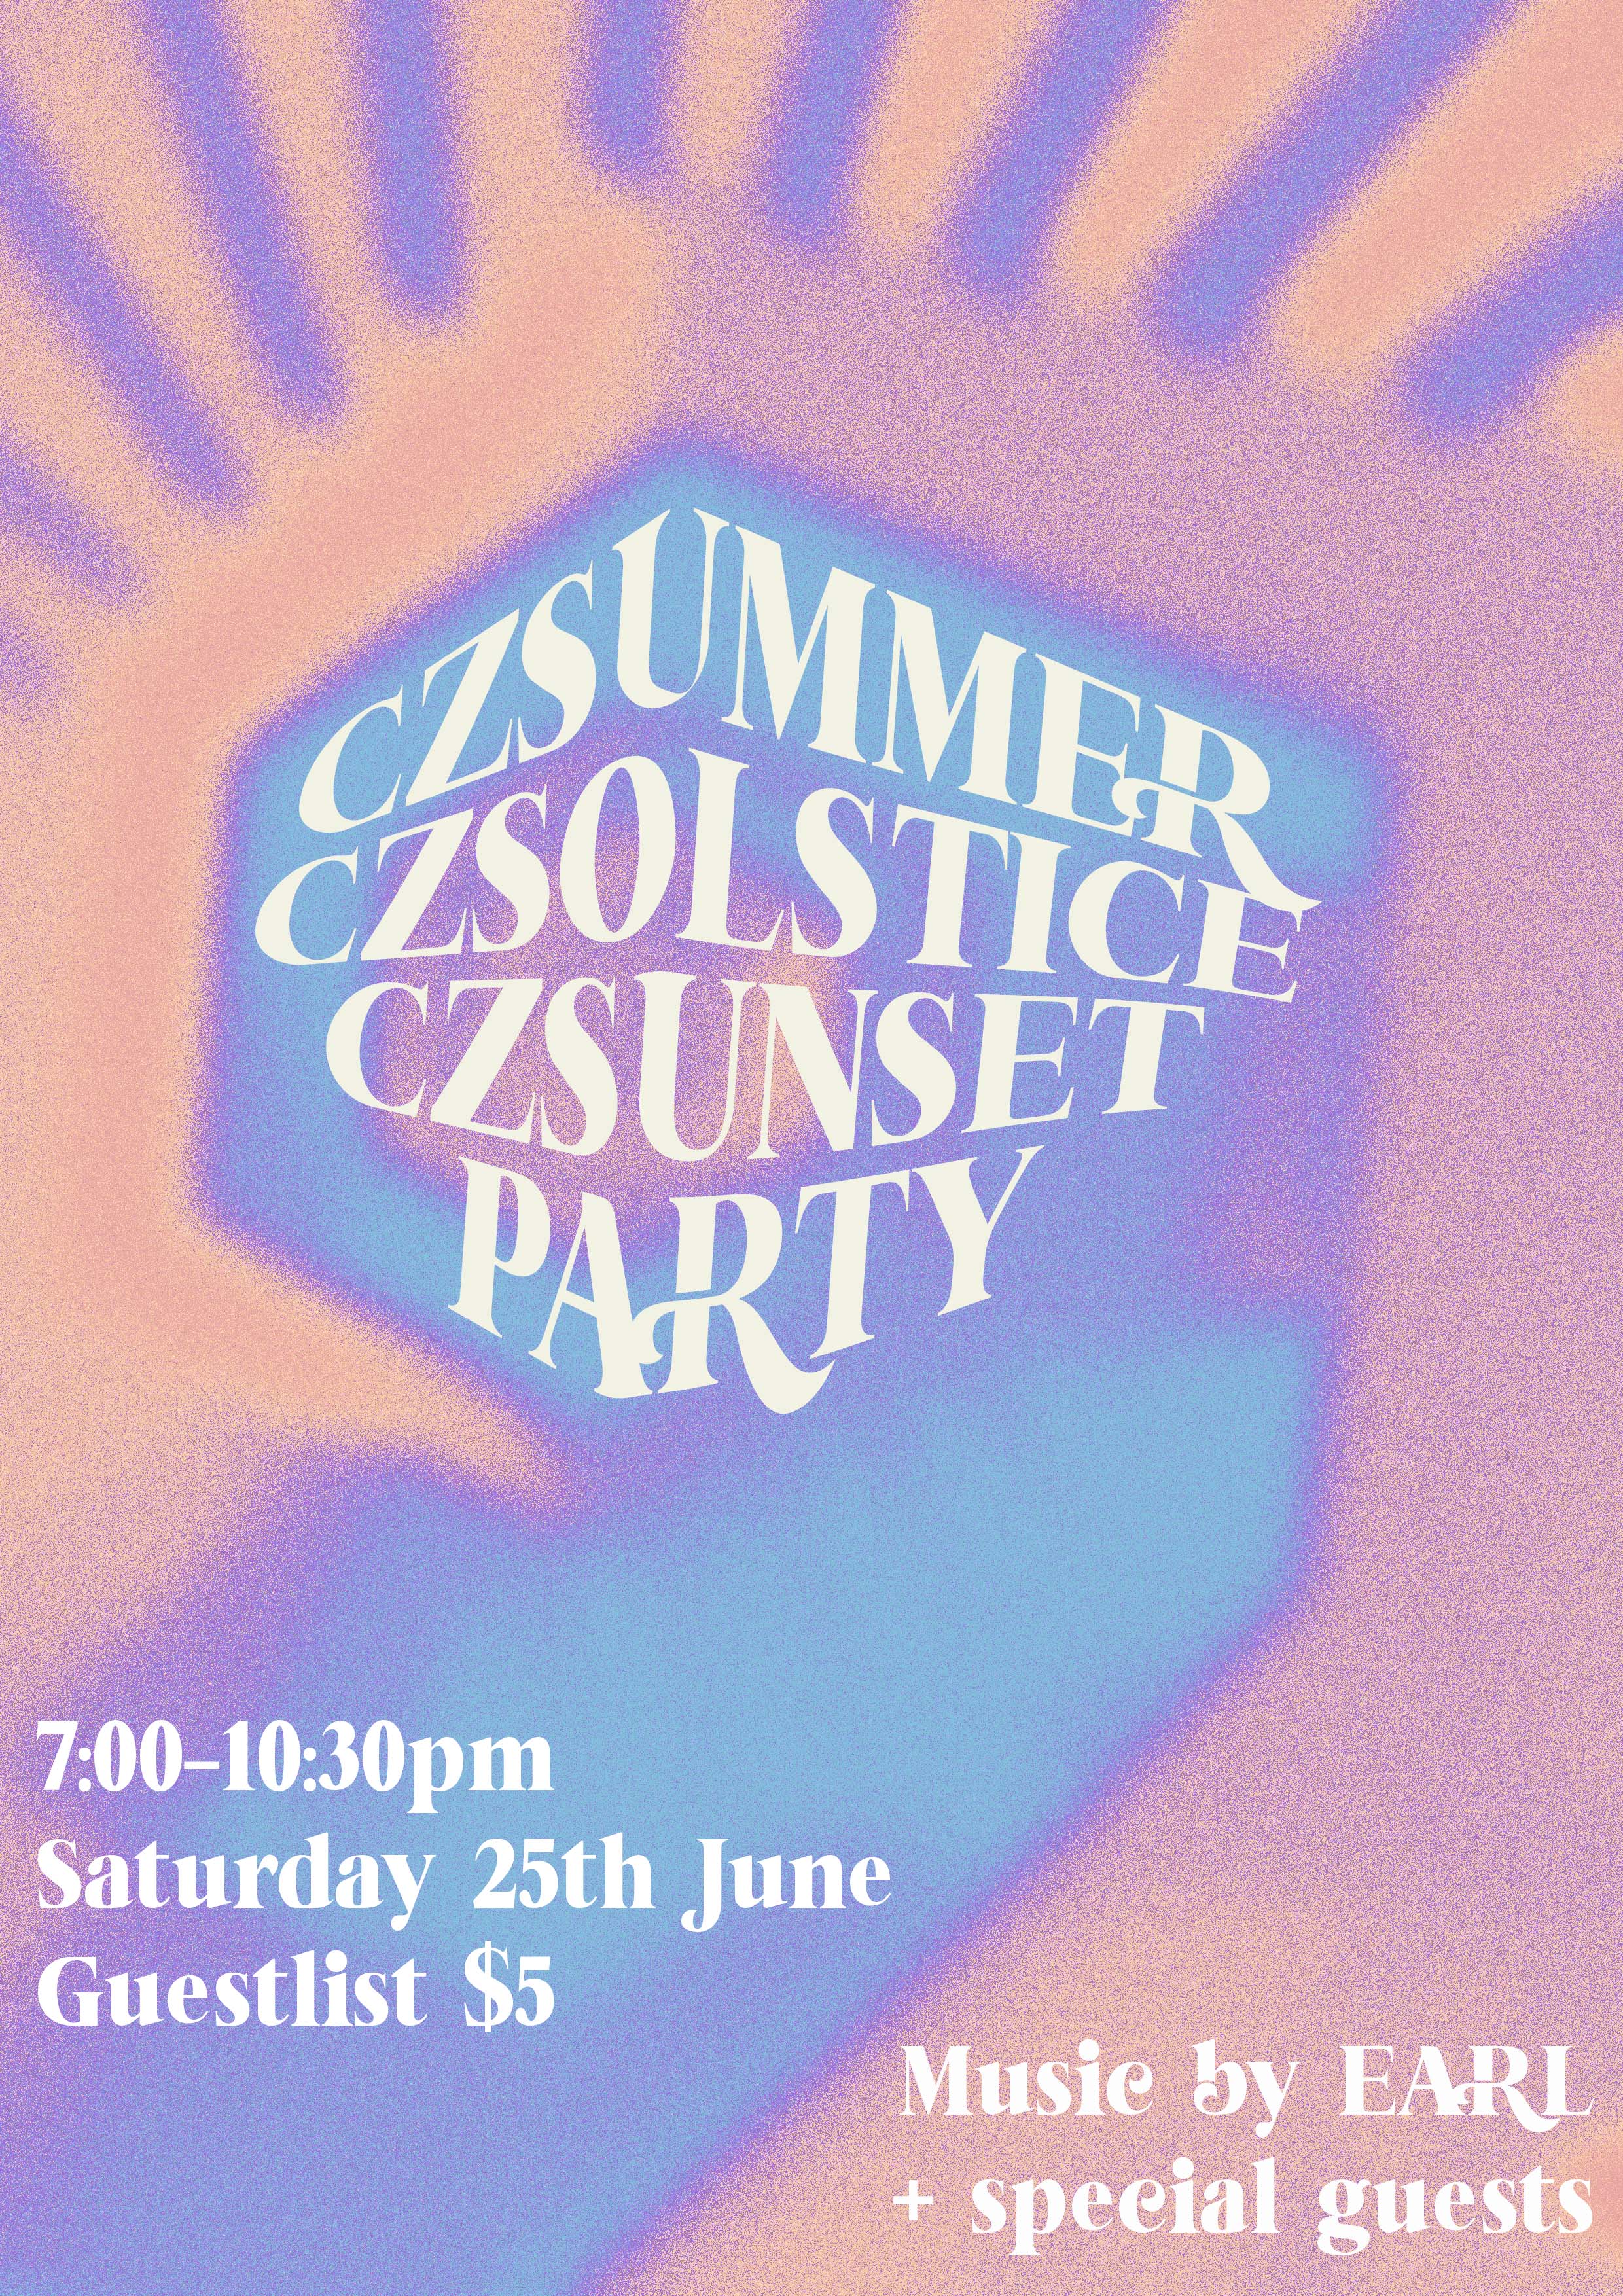 CZSUMMER
CZSOLSTICE
CZSUNSET
PARTY
7:00–10:30pm
Saturday 25th June
Guestlist $5
Music by EARL
+ special guests